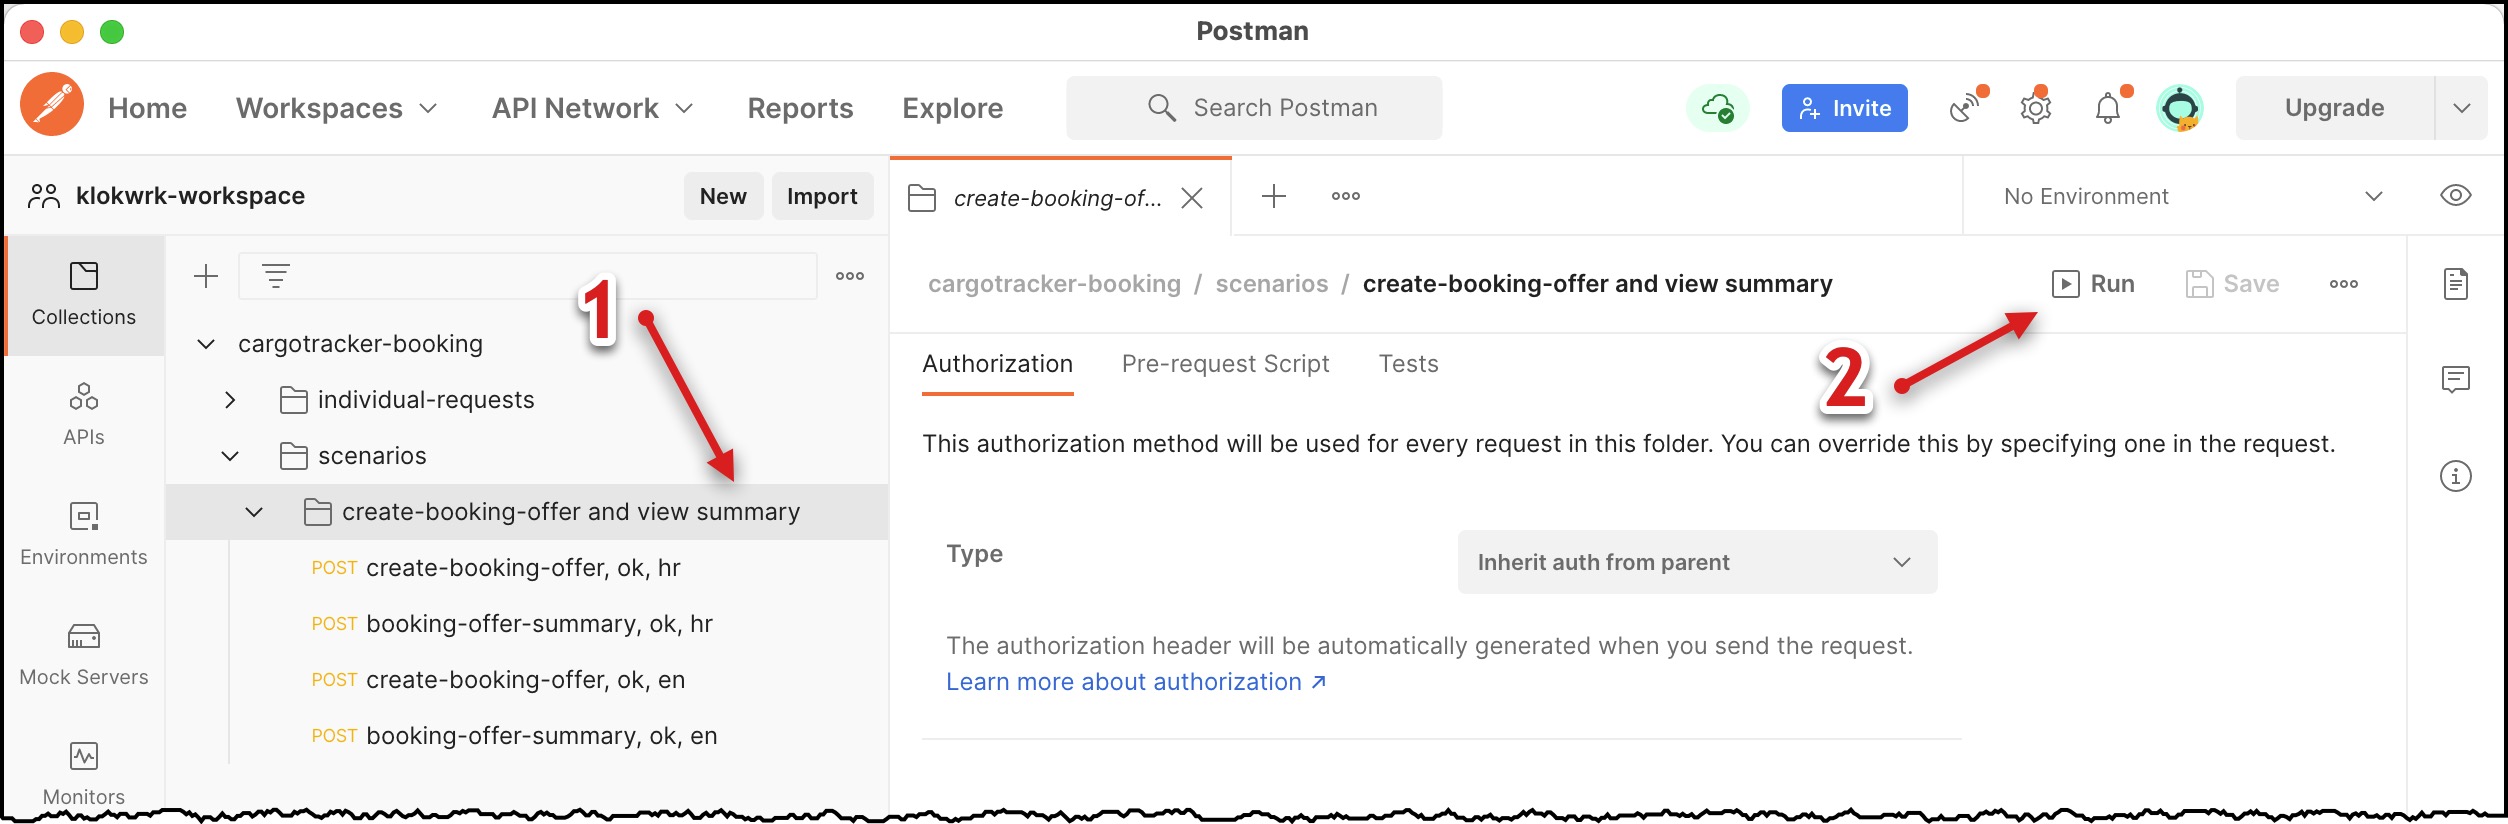 Postman
Home Workspaces API Network Reports Explore Search Postman Invite Upgrade
klokwrk-workspace New Import create-booking-of... No Environment
Collections
APIs
Environments
Mock Servers
Monitors
1
cargotracker-booking
individual-requests
scenarios
create-booking-offer and view summary
POST create-booking-offer, ok, hr
POST booking-offer-summary, ok, hr
POST create-booking-offer, ok, en
POST booking-offer-summary, ok, en
cargotracker-booking / scenarios / create-booking-offer and view summary Run Save
2
Authorization Pre-request Script Tests
This authorization method will be used for every request in this folder. You can override this by specifying one in the request.
Type Inherit auth from parent
The authorization header will be automatically generated when you send the request.
Learn more about authorization ↗